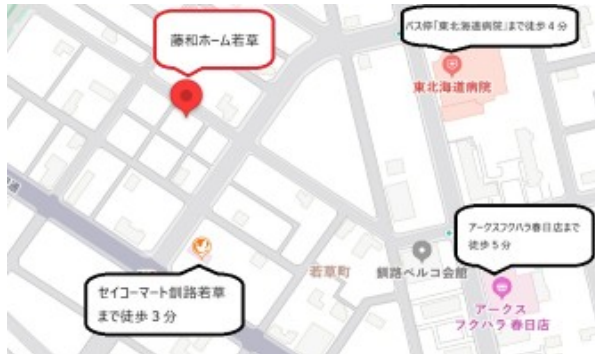 藤和ホーム若草
バス停「東北海道病院」まで徒歩4分
東北海道病院
アークスフクハラ春日店まで
徒歩5分
若草町
釧路ベルコ会館
セイコーマート釧路若草
まで徒歩3分
アークス
フクハラ春日店